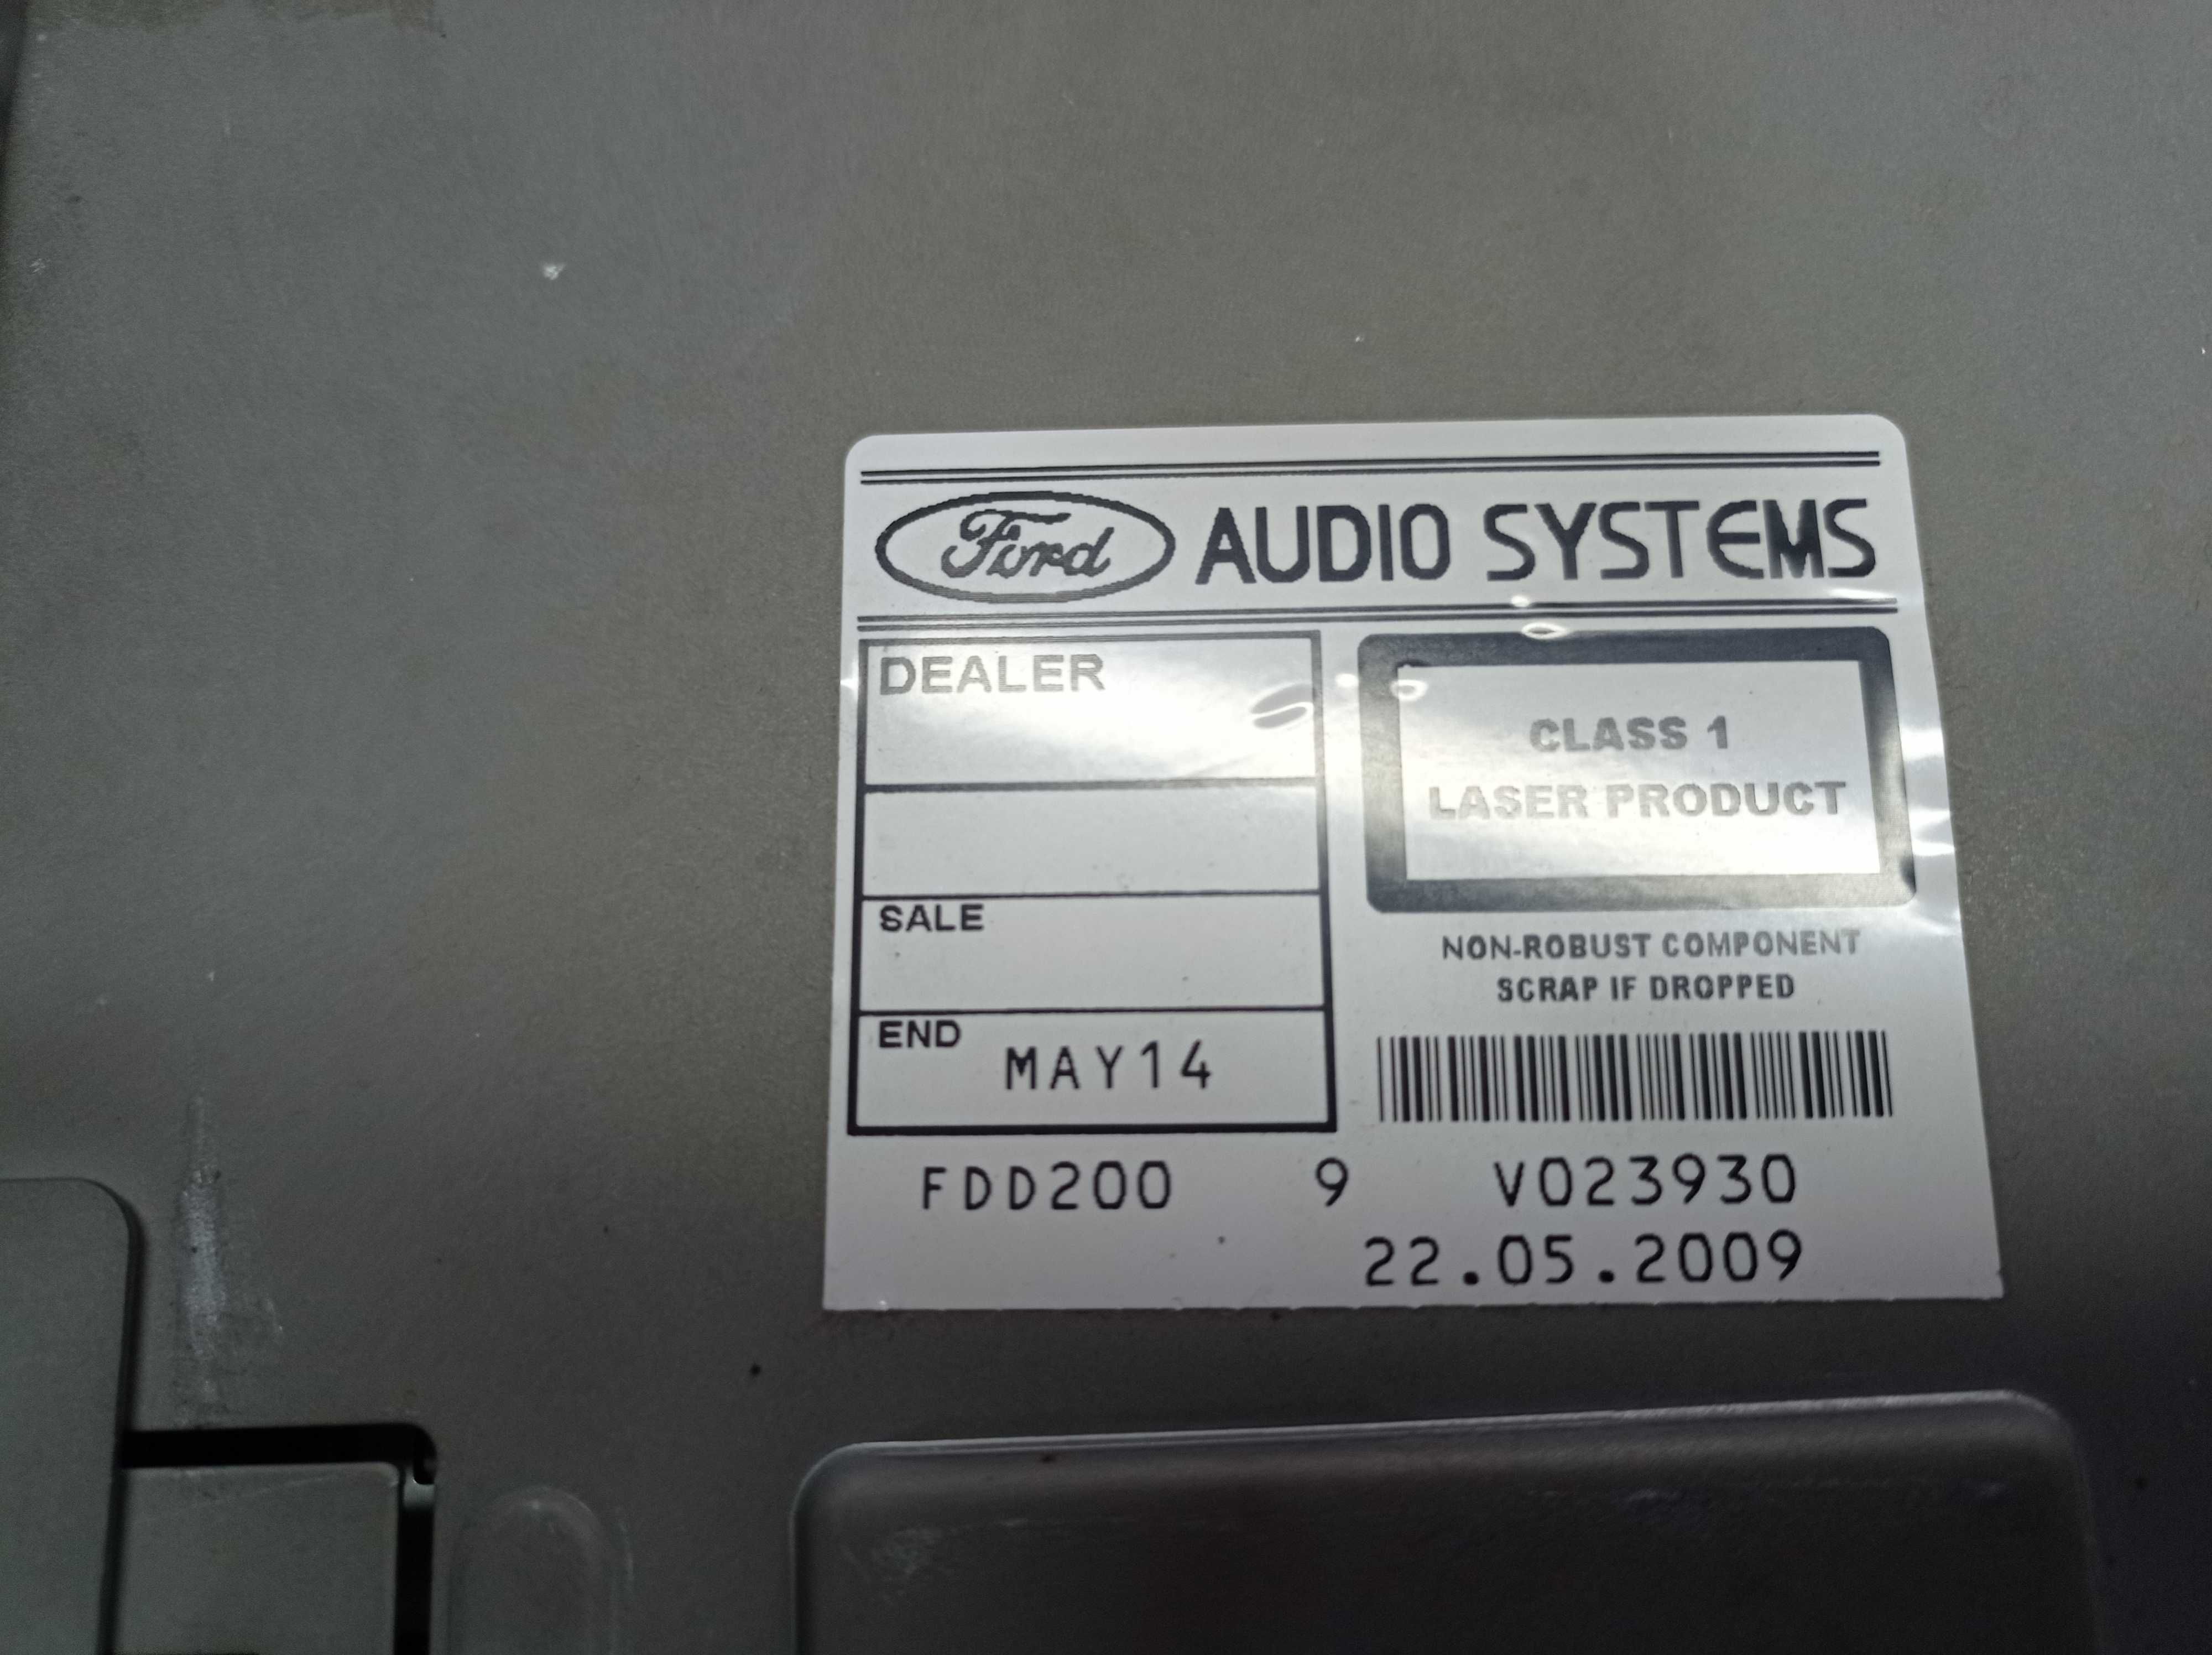 Ford AUDIO SYSTEMS
DEALER
CLASS 1
LASER PRODUCT
SALE
NON-ROBUST COMPONENT
SCRAP IF DROPPED
END MAY14
FDD200 9 V023930
22.05.2009